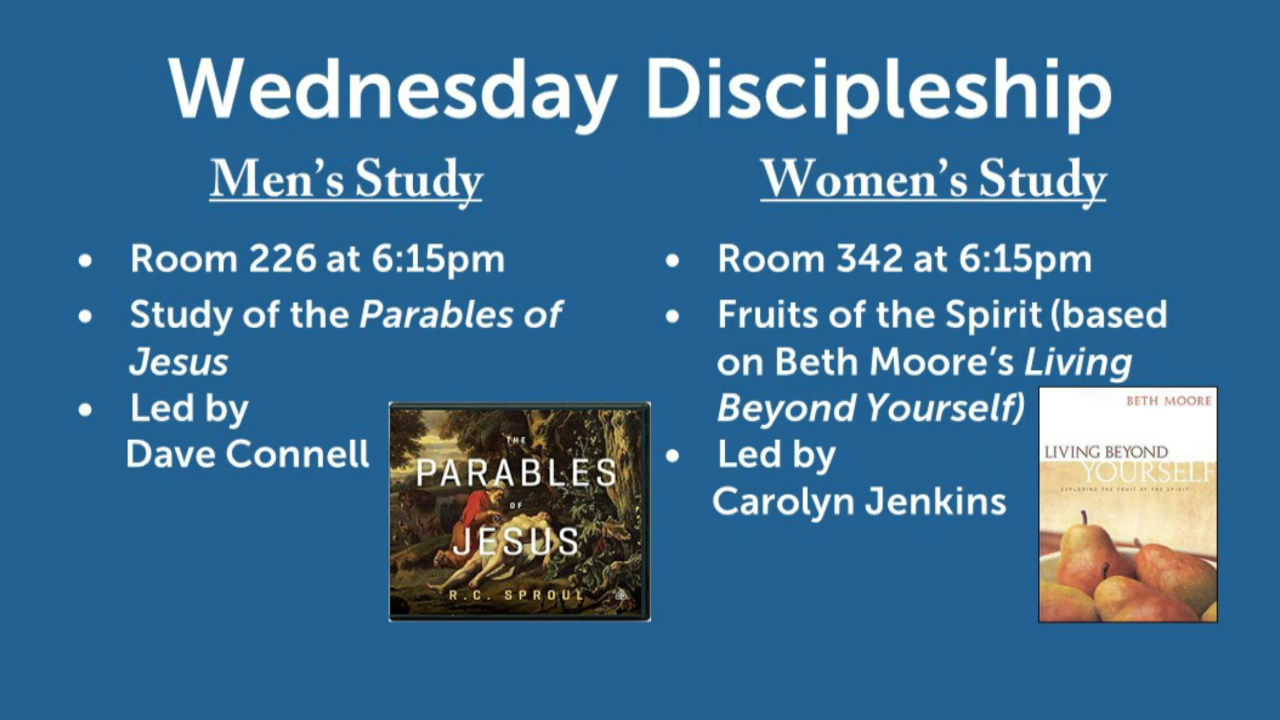 Wednesday Discipleship
Men's Study
• Room 226 at 6:15pm
• Study of the Parables of
Jesus
• Led by
Dave Connell
THE
PARABLES
OF
JESUS
R.C. SPROUL
Women's Study
• Room 342 at 6:15pm
• Fruits of the Spirit (based
on Beth Moore's Living
Beyond Yourself)
• Led by
Carolyn Jenkins
BETH MOORE
LIVING BEYOND
YOURSELF
EXPLORING THE FRUIT OF THE SPIRIT